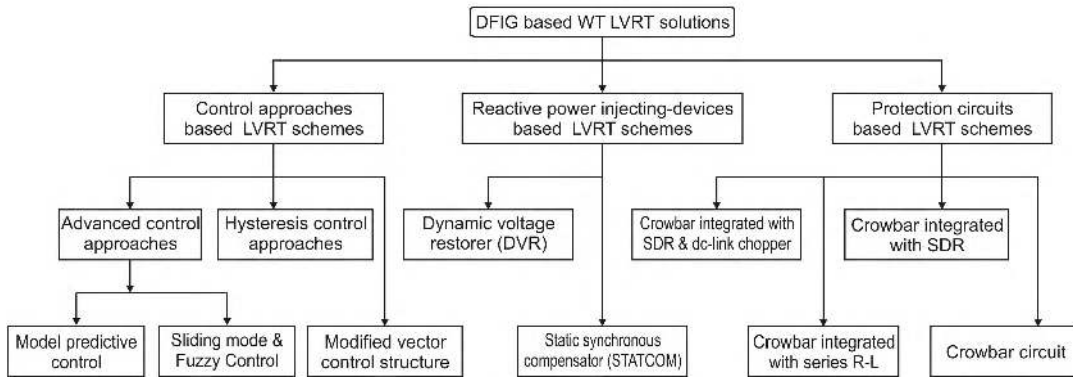 DFIG based WT LVRT solutions
Control approaches
based LVRT schemes
Reactive power injecting-devices
based LVRT schemes
Protection circuits
based LVRT schemes
Advanced control
approaches
Hysteresis control
approaches
Dynamic voltage
restorer (DVR)
Crowbar integrated with
SDR & dc-link chopper
Crowbar integrated
with SDR
Model predictive
control
Sliding mode &
Fuzzy Control
Modified vector
control structure
Static synchronous
compensator (STATCOM)
Crowbar integrated
with series R-L
Crowbar circuit